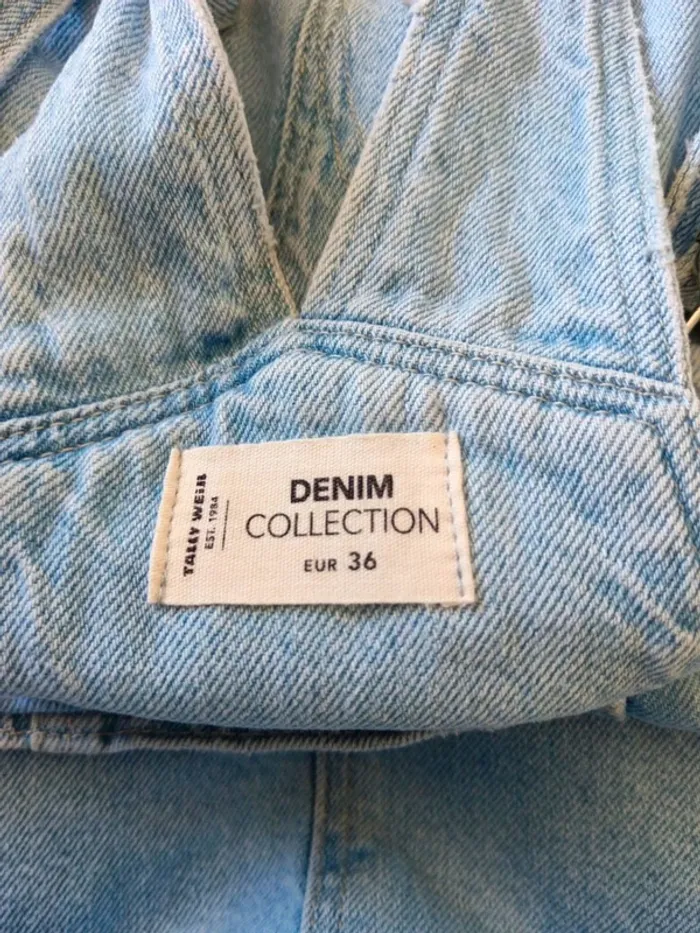 TALLY WEiJL
EST. 1984
DENIM
COLLECTION
EUR 36